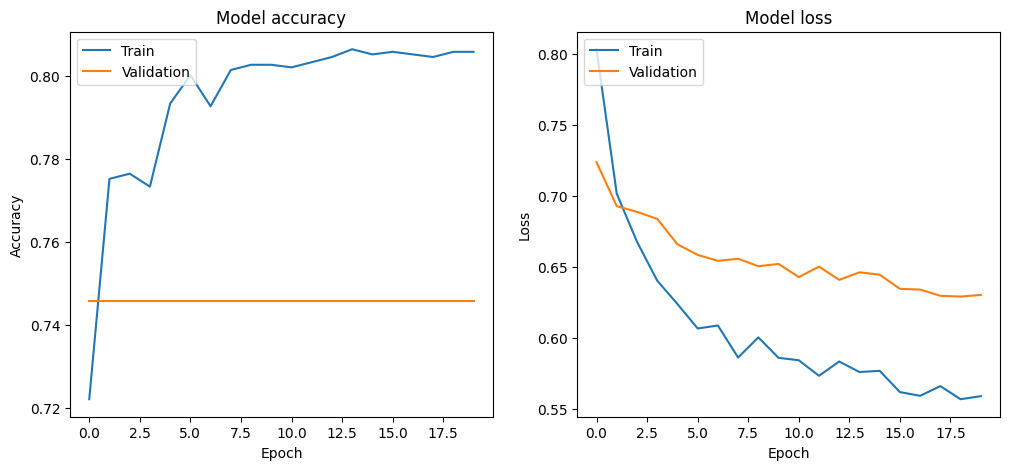 Model accuracy
Train
Validation
0.80
0.78
0.76
0.74
0.72
Accuracy
0.0 2.5 5.0 7.5 10.0 12.5 15.0 17.5
Epoch
Model loss
Train
Validation
0.80
0.75
0.70
0.65
0.60
0.55
Loss
0.0 2.5 5.0 7.5 10.0 12.5 15.0 17.5
Epoch